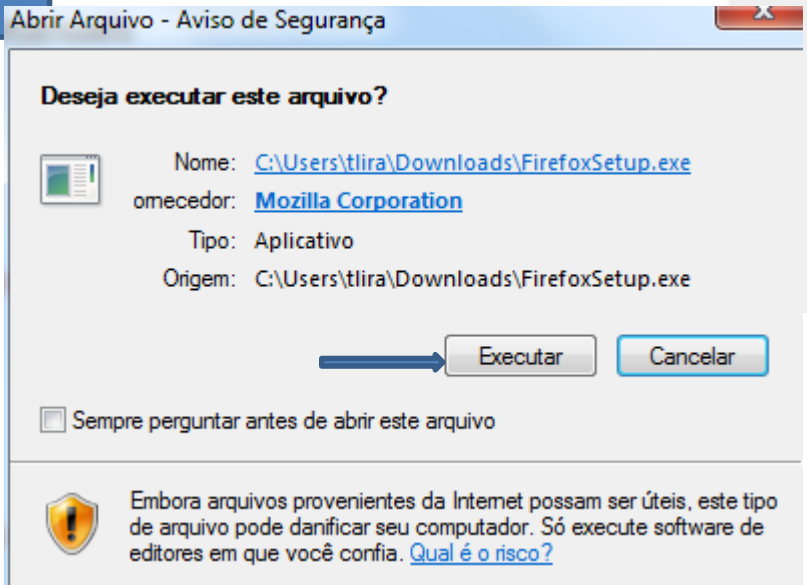 Abrir Arquivo - Aviso de Segurança
Deseja executar este arquivo?
Nome: C:\Users\tlira\Downloads\FirefoxSetup.exe
ornecedor: Mozilla Corporation
Tipo: Aplicativo
Origem: C:\Users\tlira\Downloads\FirefoxSetup.exe
Executar Cancelar
Sempre perguntar antes de abrir este arquivo
Embora arquivos provenientes da Internet possam ser úteis, este tipo
de arquivo pode danificar seu computador. Só execute software de
editores em que você confia. Qual é o risco?